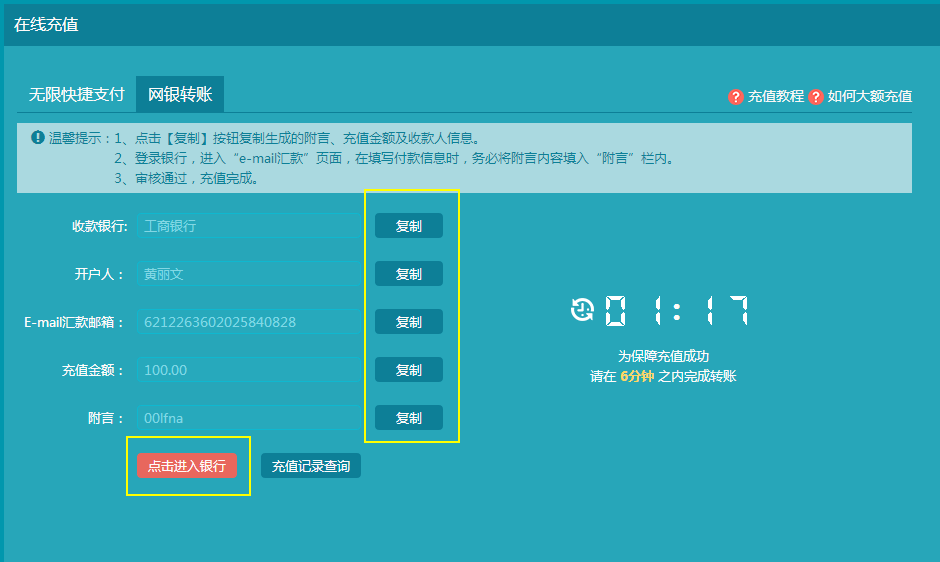 在线充值
无限快捷支付 网银转账
? 充值教程 ? 如何大额充值
温馨提示：1、点击【复制】按钮复制生成的附言、充值金额及收款人信息。
2、登录银行，进入“e-mail汇款”页面，在填写付款信息时，务必将附言内容填入“附言”栏内。
3、审核通过，充值完成。
收款银行: 工商银行 复制
开户人： 黄丽文 复制
E-mail汇款邮箱： 6212263602025840828 复制
01:17
为保障充值成功
充值金额： 100.00 复制
请在 6分钟 之内完成转账
附言： 00lfna 复制
点击进入银行 充值记录查询